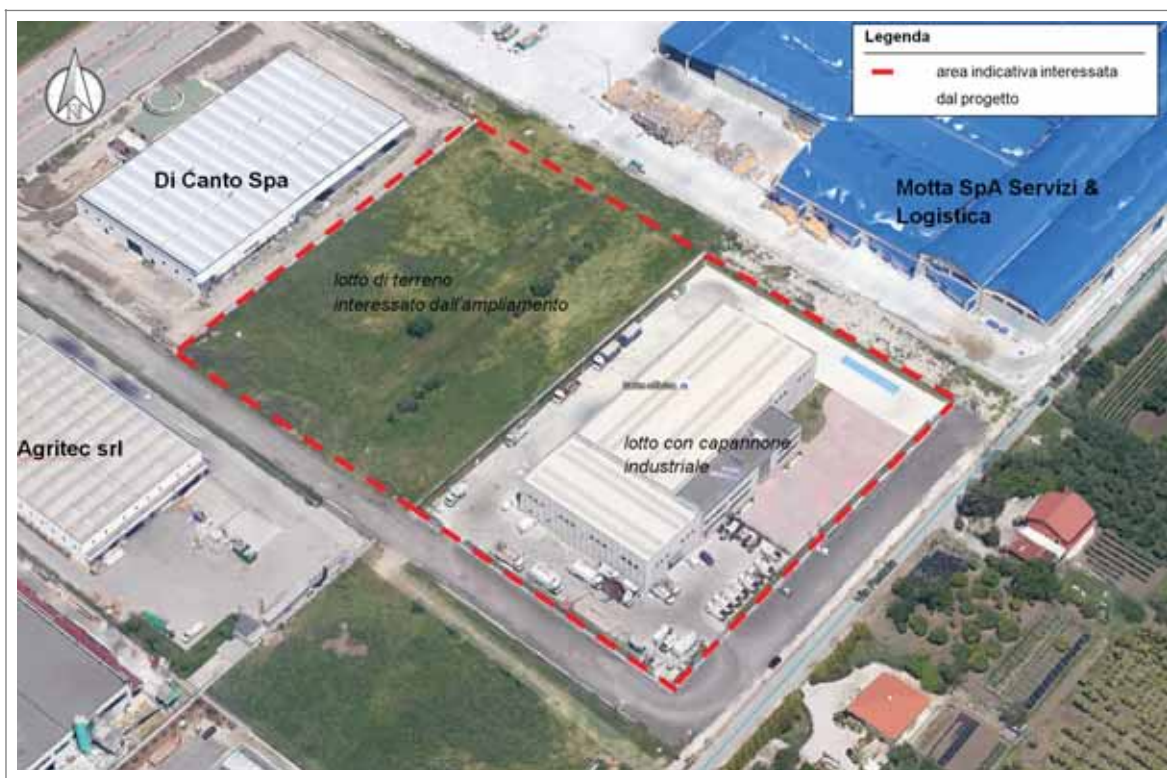 Legenda
area indicativa interessata
dal progetto
N
Di Canto Spa
Motta SpA Servizi &
Logistica
lotto di terreno
interessato dall'ampliamento
Agritec srl
lotto con capannone
industriale